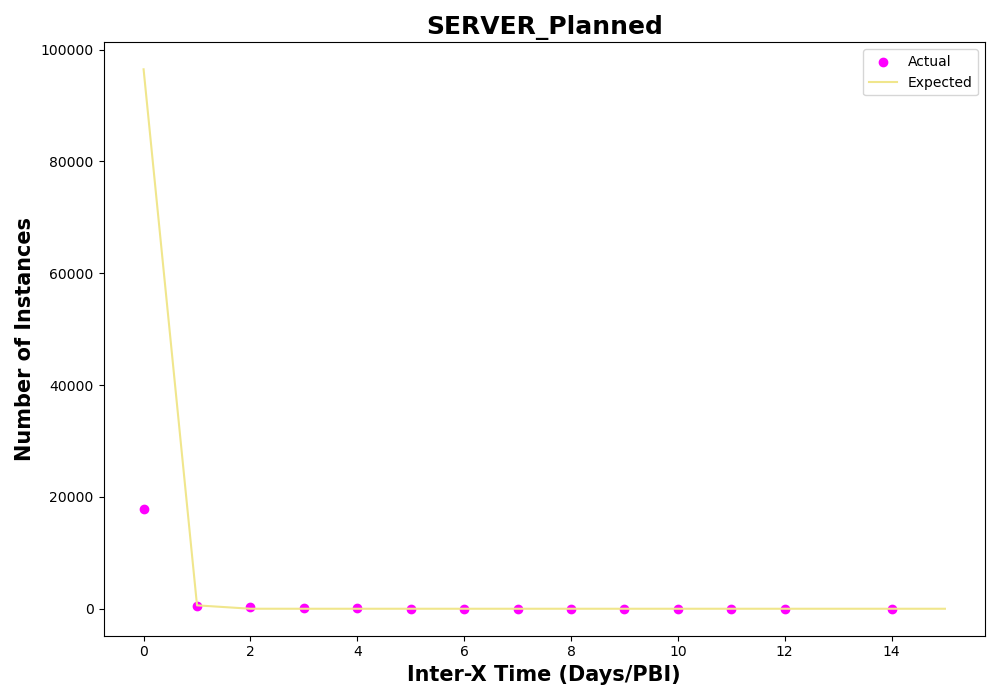 SERVER_Planned
100000
80000
60000
40000
20000
0
Number of Instances
Actual
Expected
0 2 4 6 8 10 12 14
Inter-X Time (Days/PBI)